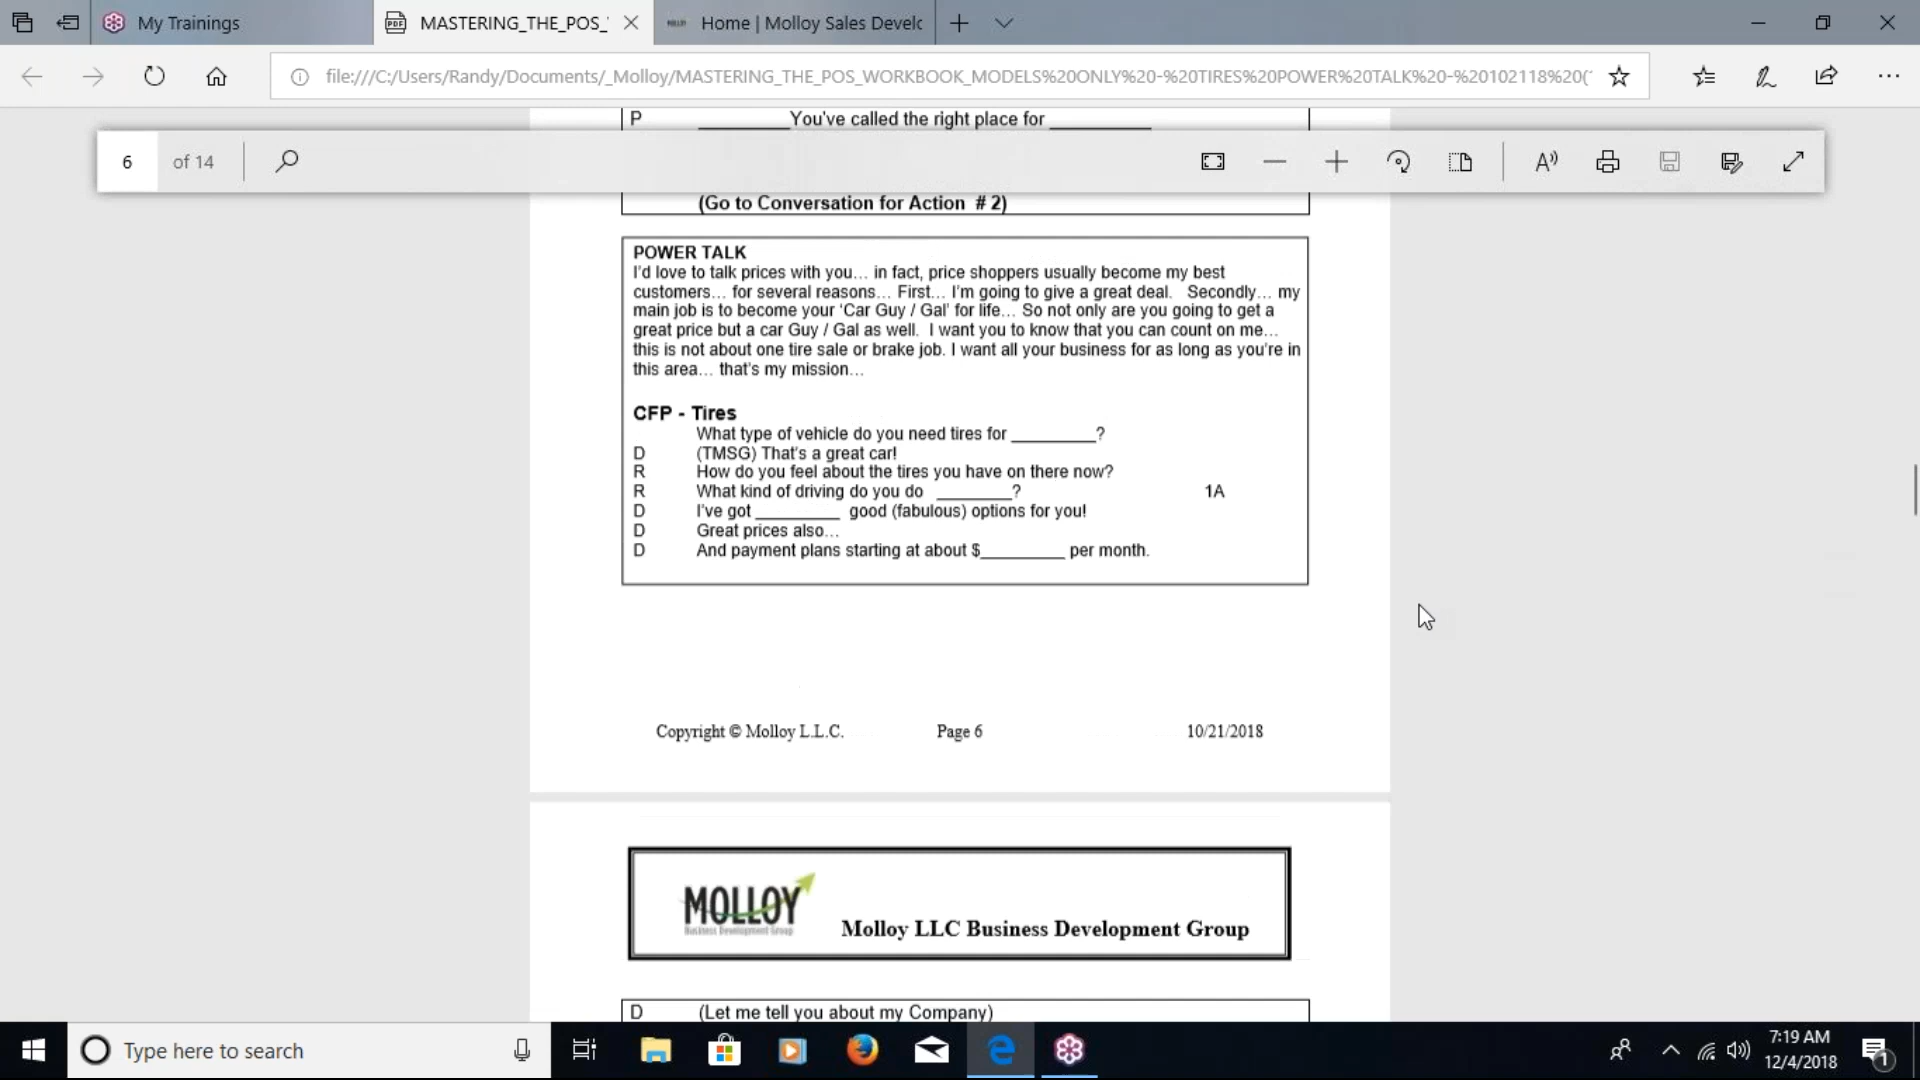 My Trainings
MASTERING_THE_POS_
Home | Molloy Sales Develo
file:///C:/Users/Randy/Documents/_Molloy/MASTERING_THE_POS_WORKBOOK_MODELS%20ONLY%20-%20TIRES%20POWER%20TALK%20-%20102118%20(
P _________You've called the right place for __________
6 of 14
(Go to Conversation for Action # 2)
POWER TALK
I'd love to talk prices with you… in fact, price shoppers usually become my best
customers… for several reasons… First… I'm going to give a great deal. Secondly… my
main job is to become your 'Car Guy / Gal' for life… So not only are you going to get a
great price but a car Guy / Gal as well. I want you to know that you can count on me…
this is not about one tire sale or brake job. I want all your business for as long as you're in
this area… that's my mission…
CFP - Tires
What type of vehicle do you need tires for ________?
D (TMSG) That's a great car!
R How do you feel about the tires you have on there now?
R What kind of driving do you do _______? 1A
D I've got ________ good (fabulous) options for you!
D Great prices also…
D And payment plans starting at about $________ per month.
Copyright © Molloy L.L.C. Page 6 10/21/2018
MOLLOY
Business Development Group
Molloy LLC Business Development Group
D (Let me tell you about my Company)
Type here to search
7:19 AM
12/4/2018
1